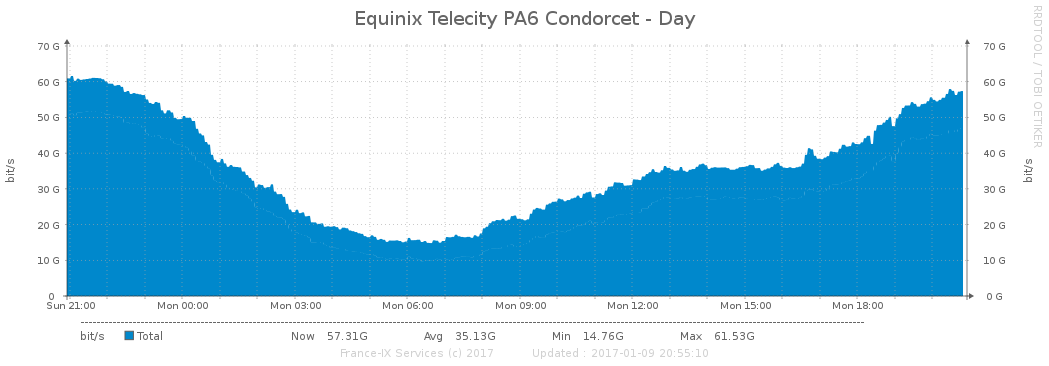 Equinix Telecity PA6 Condorcet - Day
RRDTOOL / TOBI OETIKER
bit/s
70 G
60 G
50 G
40 G
30 G
20 G
10 G
0
70 G
60 G
50 G
40 G
30 G
20 G
10 G
0 G
bit/s
Sun 21:00 Mon 00:00 Mon 03:00 Mon 06:00 Mon 09:00 Mon 12:00 Mon 15:00 Mon 18:00
bit/s Total Now 57.31G Avg 35.13G Min 14.76G Max 61.53G
France-IX Services (c) 2017 Updated : 2017-01-09 20:55:10